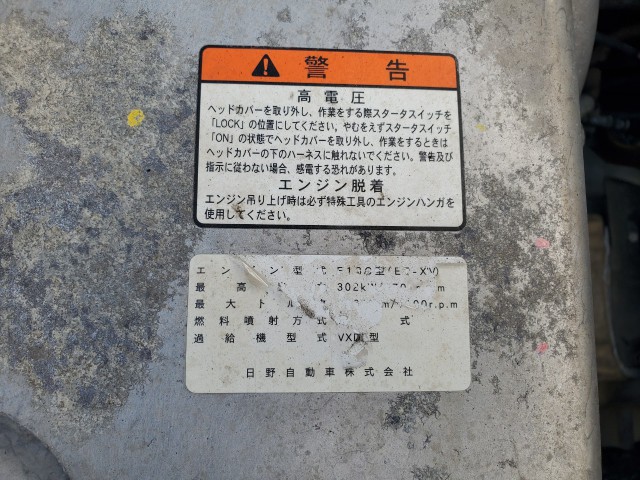 警告
高電圧
ヘッドカバーを取り外し、作業をする際スタータスイッチを
「LOCK」の位置にしてください。やむをえずスタータスイッチ
「ON」の状態でヘッドカバーを取り外し、作業をするときは
ヘッドカバーの下のハーネスに触れないでください。警告及び
指示に従わない場合、感電する恐れがあります。
エンジン脱着
エンジン吊り上げ時は必ず特殊工具のエンジンハンガを
使用してください。
エンジン型式
最高
302kW
最大トル r.p.m
燃料噴射方式 式
過給機型式 型
日野自動車株式会社